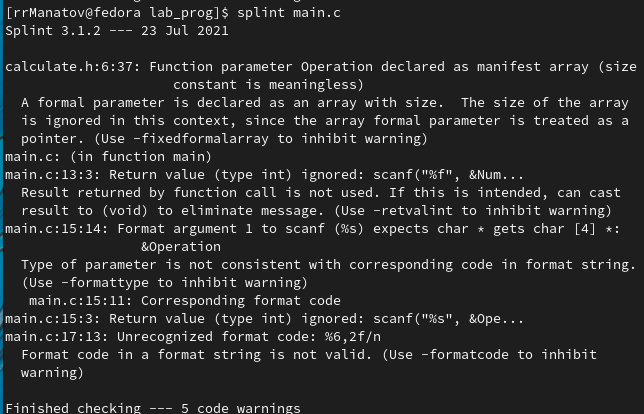 [rrManatov@fedora lab_prog]$ splint main.c
Splint 3.1.2 --- 23 Jul 2021
calculate.h:6:37: Function parameter Operation declared as manifest array (size
constant is meaningless)
A formal parameter is declared as an array with size.  The size of the array
is ignored in this context, since the array formal parameter is treated as a
pointer. (Use -fixedformalarray to inhibit warning)
main.c: (in function main)
main.c:13:3: Return value (type int) ignored: scanf("%f", &Num...
Result returned by function call is not used. If this is intended, can cast
result to (void) to eliminate message. (Use -retvalint to inhibit warning)
main.c:15:14: Format argument 1 to scanf (%s) expects char * gets char [4] *:
&Operation
Type of parameter is not consistent with corresponding code in format string.
(Use -formattype to inhibit warning)
main.c:15:11: Corresponding format code
main.c:15:3: Return value (type int) ignored: scanf("%s", &Ope...
main.c:17:13: Unrecognized format code: %6,2f/n
Format code in a format string is not valid. (Use -formatcode to inhibit
warning)
Finished checking --- 5 code warnings